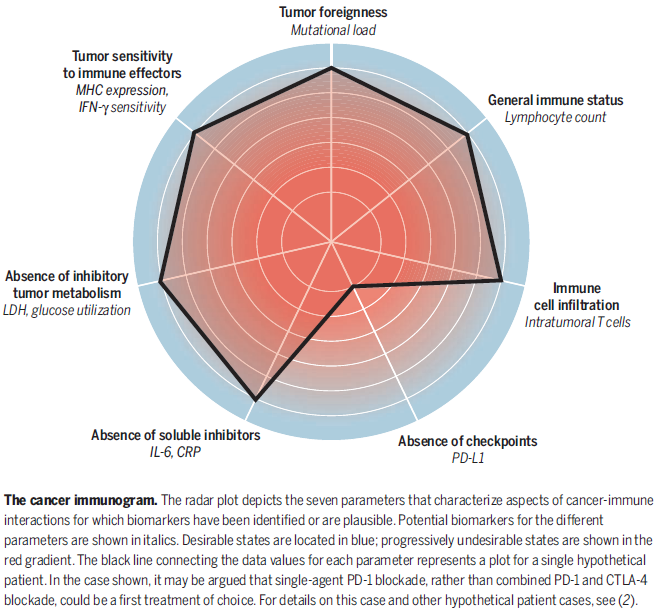 Tumor foreignness
Mutational load
Tumor sensitivity
to immune effectors
MHC expression,
IFN-γ sensitivity
General immune status
Lymphocyte count
Absence of inhibitory
tumor metabolism
LDH, glucose utilization
Immune
cell infiltration
Intratumoral T cells
Absence of soluble inhibitors
IL-6, CRP
Absence of checkpoints
PD-L1
The cancer immunogram. The radar plot depicts the seven parameters that characterize aspects of cancer-immune
interactions for which biomarkers have been identified or are plausible. Potential biomarkers for the different
parameters are shown in italics. Desirable states are located in blue; progressively undesirable states are shown in the
red gradient. The black line connecting the data values for each parameter represents a plot for a single hypothetical
patient. In the case shown, it may be argued that single-agent PD-1 blockade, rather than combined PD-1 and CTLA-4
blockade, could be a first treatment of choice. For details on this case and other hypothetical patient cases, see (2).